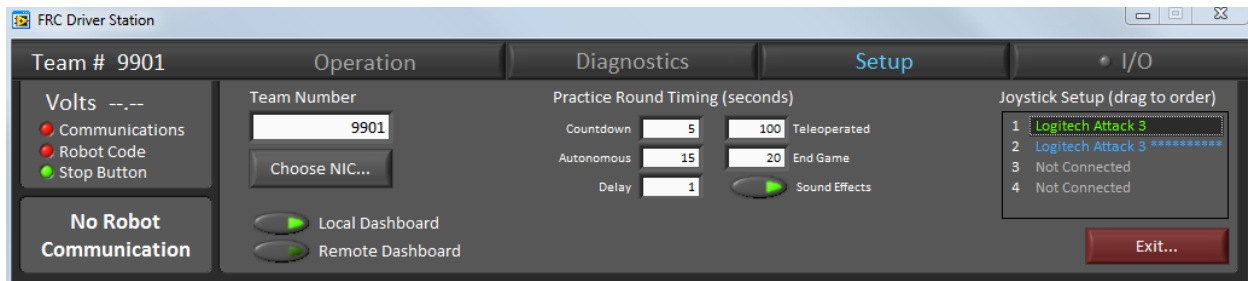 FRC Driver Station
Team # 9901
Operation
Diagnostics
Setup
I/O
Volts --.--
Communications
Robot Code
Stop Button
No Robot
Communication
Team Number
9901
Choose NIC...
Local Dashboard
Remote Dashboard
Practice Round Timing (seconds)
Countdown 5 100 Teleoperated
Autonomous 15 20 End Game
Delay 1 Sound Effects
Joystick Setup (drag to order)
1 Logitech Attack 3
2 Logitech Attack 3 **********
3 Not Connected
4 Not Connected
Exit...